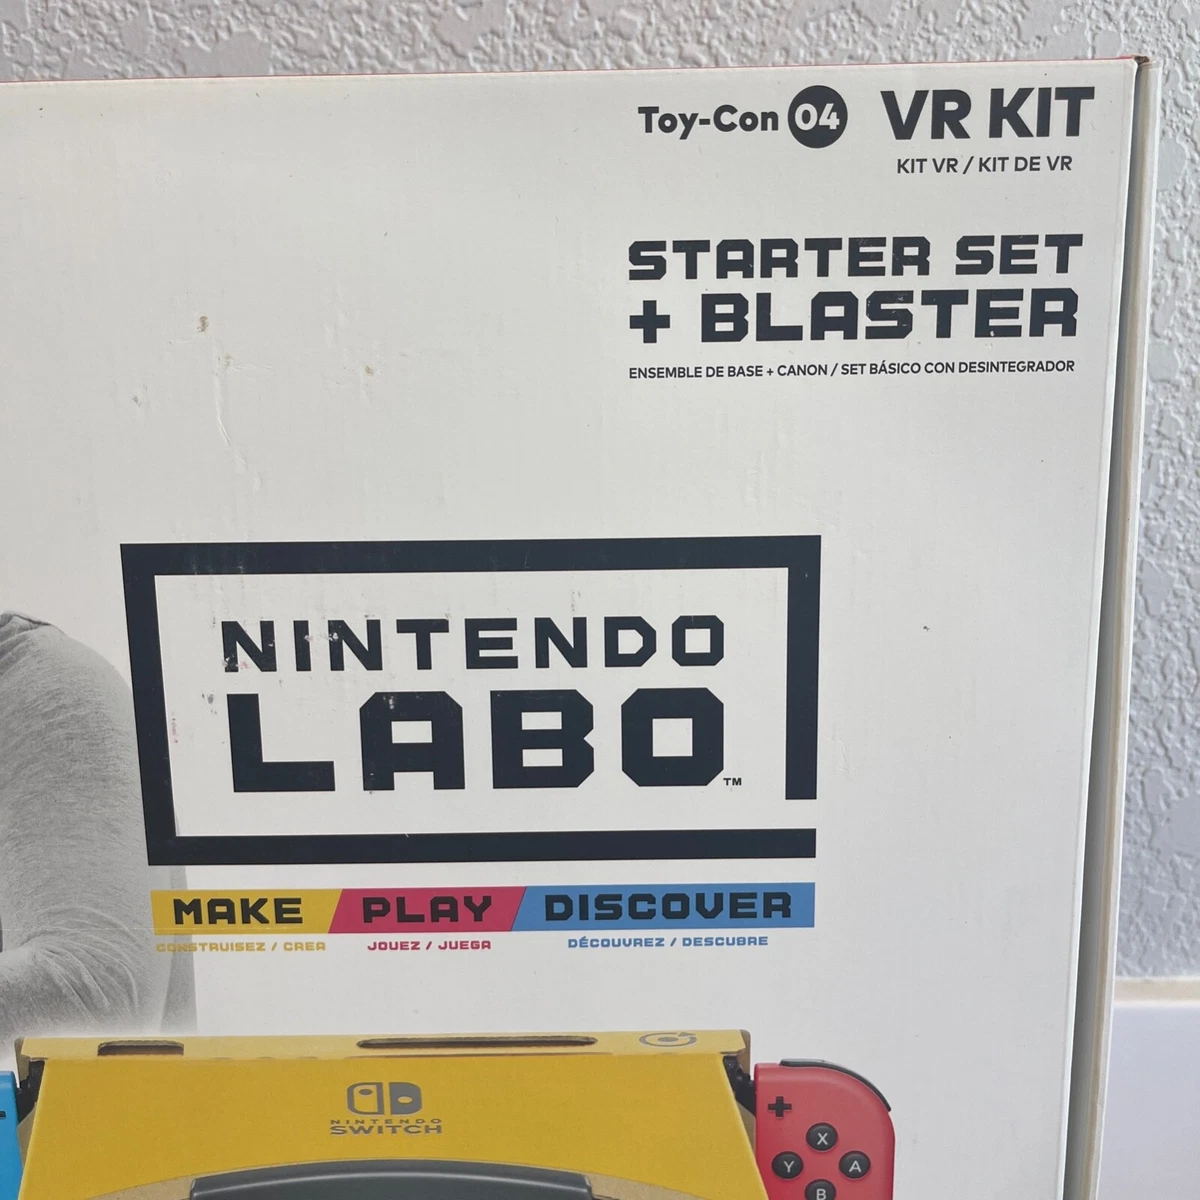 Toy-Con 04 VR KIT
KIT VR / KIT DE VR
STARTER SET
+ BLASTER
ENSEMBLE DE BASE + CANON / SET BÁSICO CON DESINTEGRADOR
NINTENDO
LABO™
MAKE PLAY DISCOVER
CONSTRUISEZ / CREA JOUEZ / JUEGA DÉCOUVREZ / DESCUBRE
NINTENDO
SWITCH
+
X
Y A
B